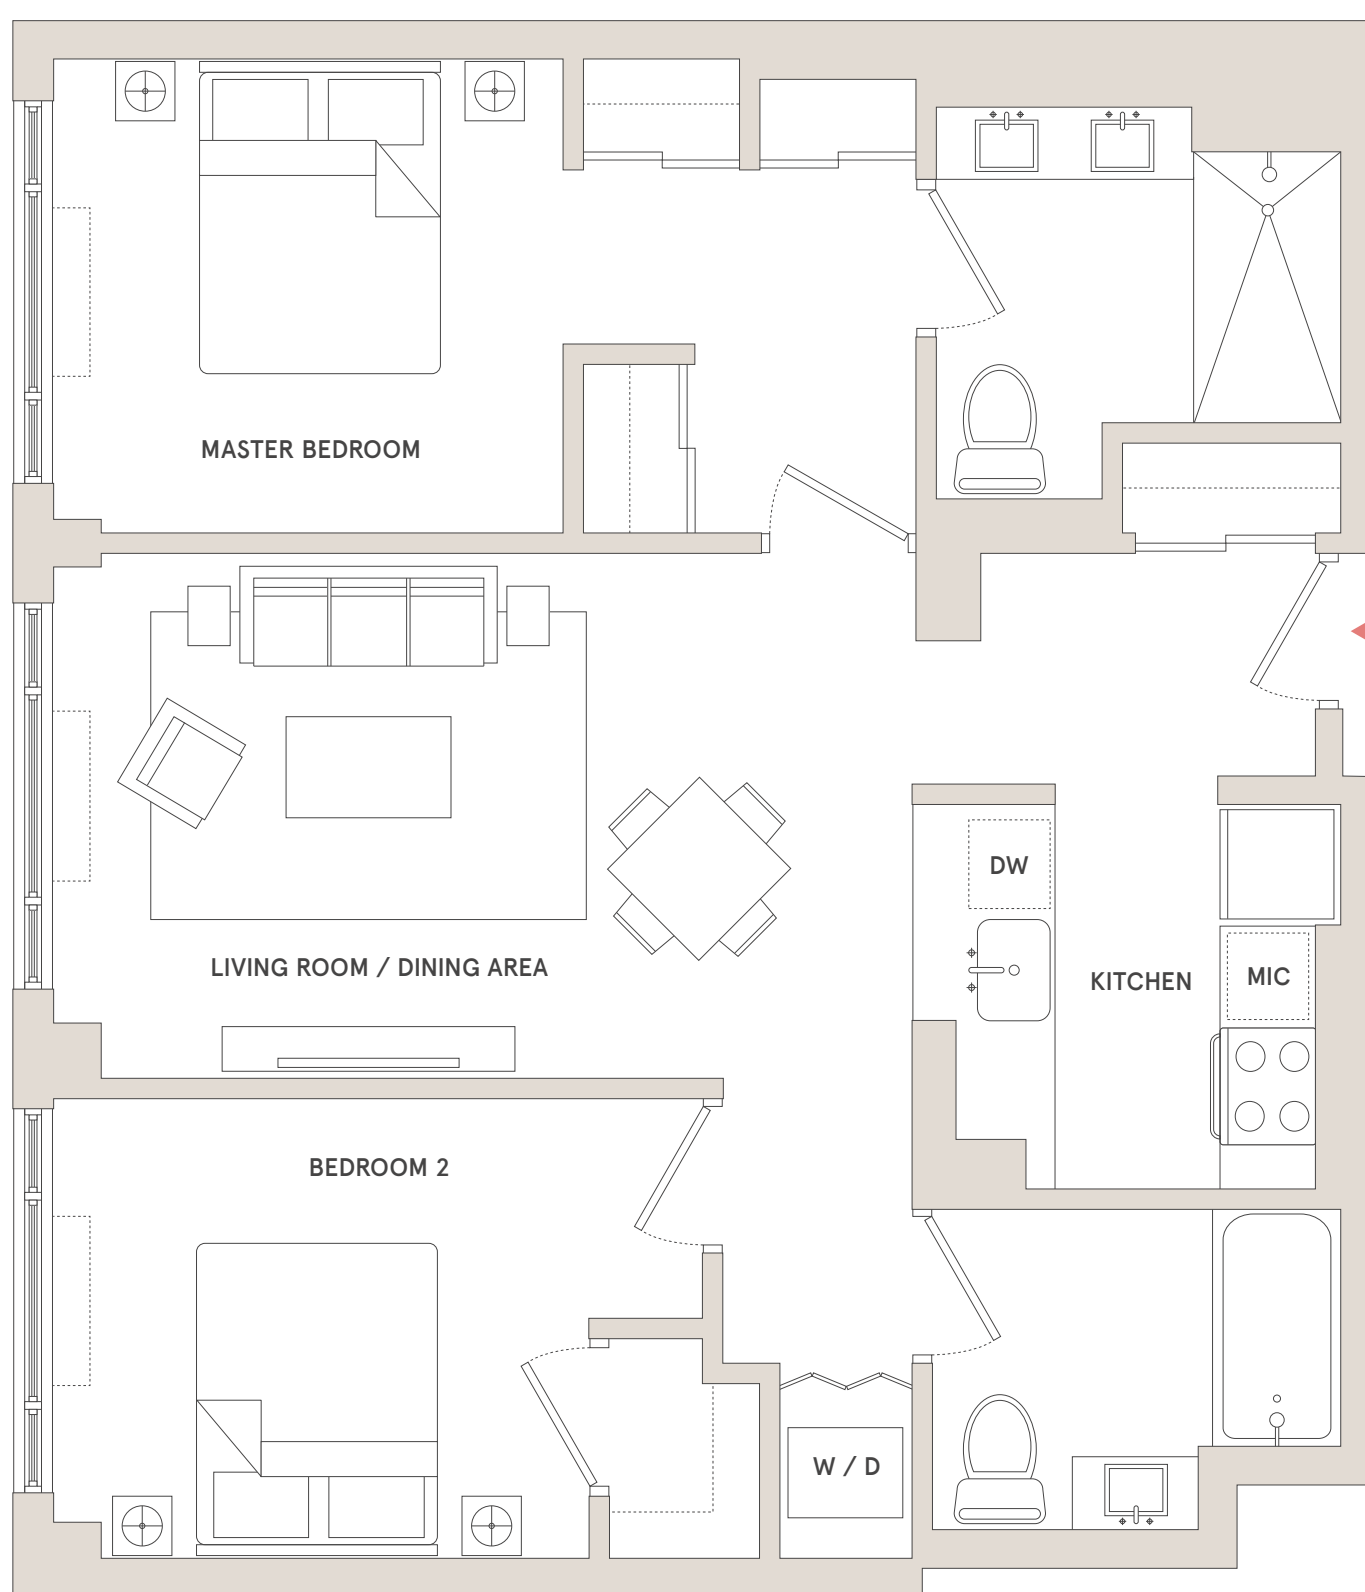 MASTER BEDROOM
DW
LIVING ROOM / DINING AREA
KITCHEN
MIC
BEDROOM 2
W / D